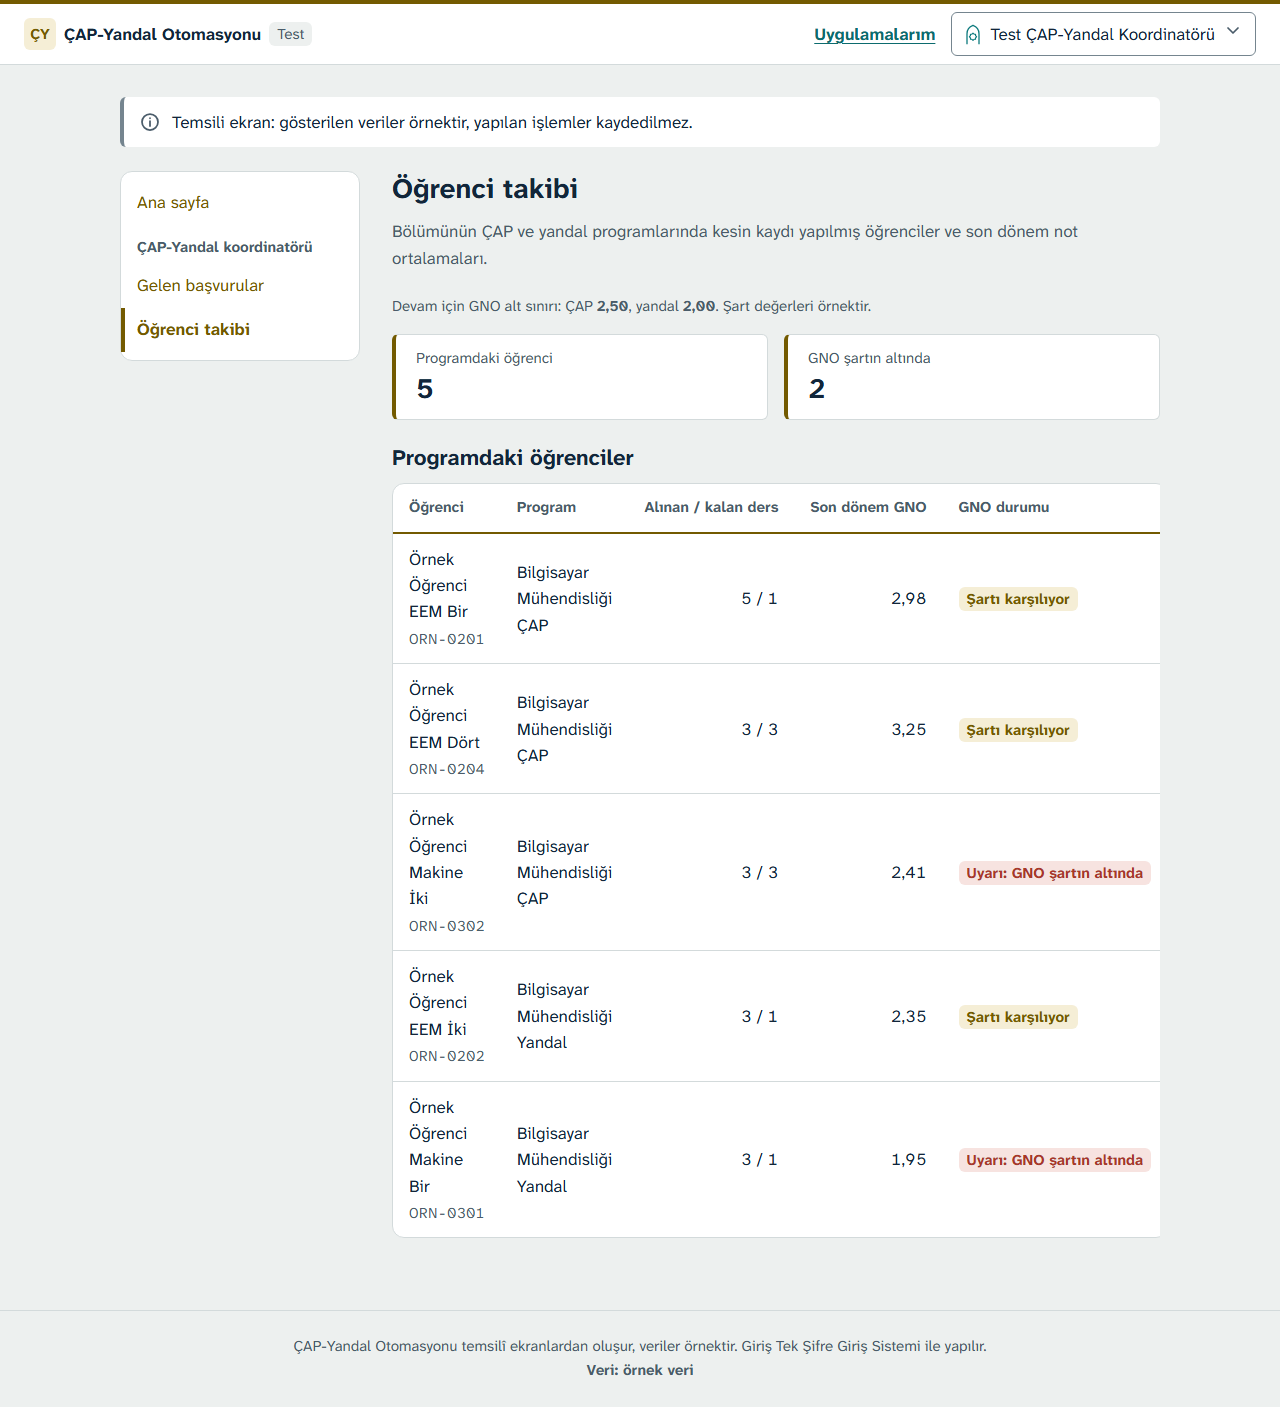 ÇY ÇAP-Yandal Otomasyonu Test
Uygulamalarım Test ÇAP-Yandal Koordinatörü
Temsili ekran: gösterilen veriler örnektir, yapılan işlemler kaydedilmez.
Ana sayfa
ÇAP-Yandal koordinatörü
Gelen başvurular
Öğrenci takibi
Öğrenci takibi
Bölümünün ÇAP ve yandal programlarında kesin kaydı yapılmış öğrenciler ve son dönem not
ortalamaları.
Devam için GNO alt sınırı: ÇAP 2,50, yandal 2,00. Şart değerleri örnektir.
Programdaki öğrenci
5
GNO şartın altında
2
Programdaki öğrenciler
Öğrenci Program Alınan / kalan ders Son dönem GNO GNO durumu
Örnek
Öğrenci
EEM Bir
ORN-0201
Bilgisayar
Mühendisliği
ÇAP
5 / 1
2,98
Şartı karşılıyor
Örnek
Öğrenci
EEM Dört
ORN-0204
Bilgisayar
Mühendisliği
ÇAP
3 / 3
3,25
Şartı karşılıyor
Örnek
Öğrenci
Makine
İki
ORN-0302
Bilgisayar
Mühendisliği
ÇAP
3 / 3
2,41
Uyarı: GNO şartın altında
Örnek
Öğrenci
EEM İki
ORN-0202
Bilgisayar
Mühendisliği
Yandal
3 / 1
2,35
Şartı karşılıyor
Örnek
Öğrenci
Makine
Bir
ORN-0301
Bilgisayar
Mühendisliği
Yandal
3 / 1
1,95
Uyarı: GNO şartın altında
ÇAP-Yandal Otomasyonu temsilî ekranlardan oluşur, veriler örnektir. Giriş Tek Şifre Giriş Sistemi ile yapılır.
Veri: örnek veri